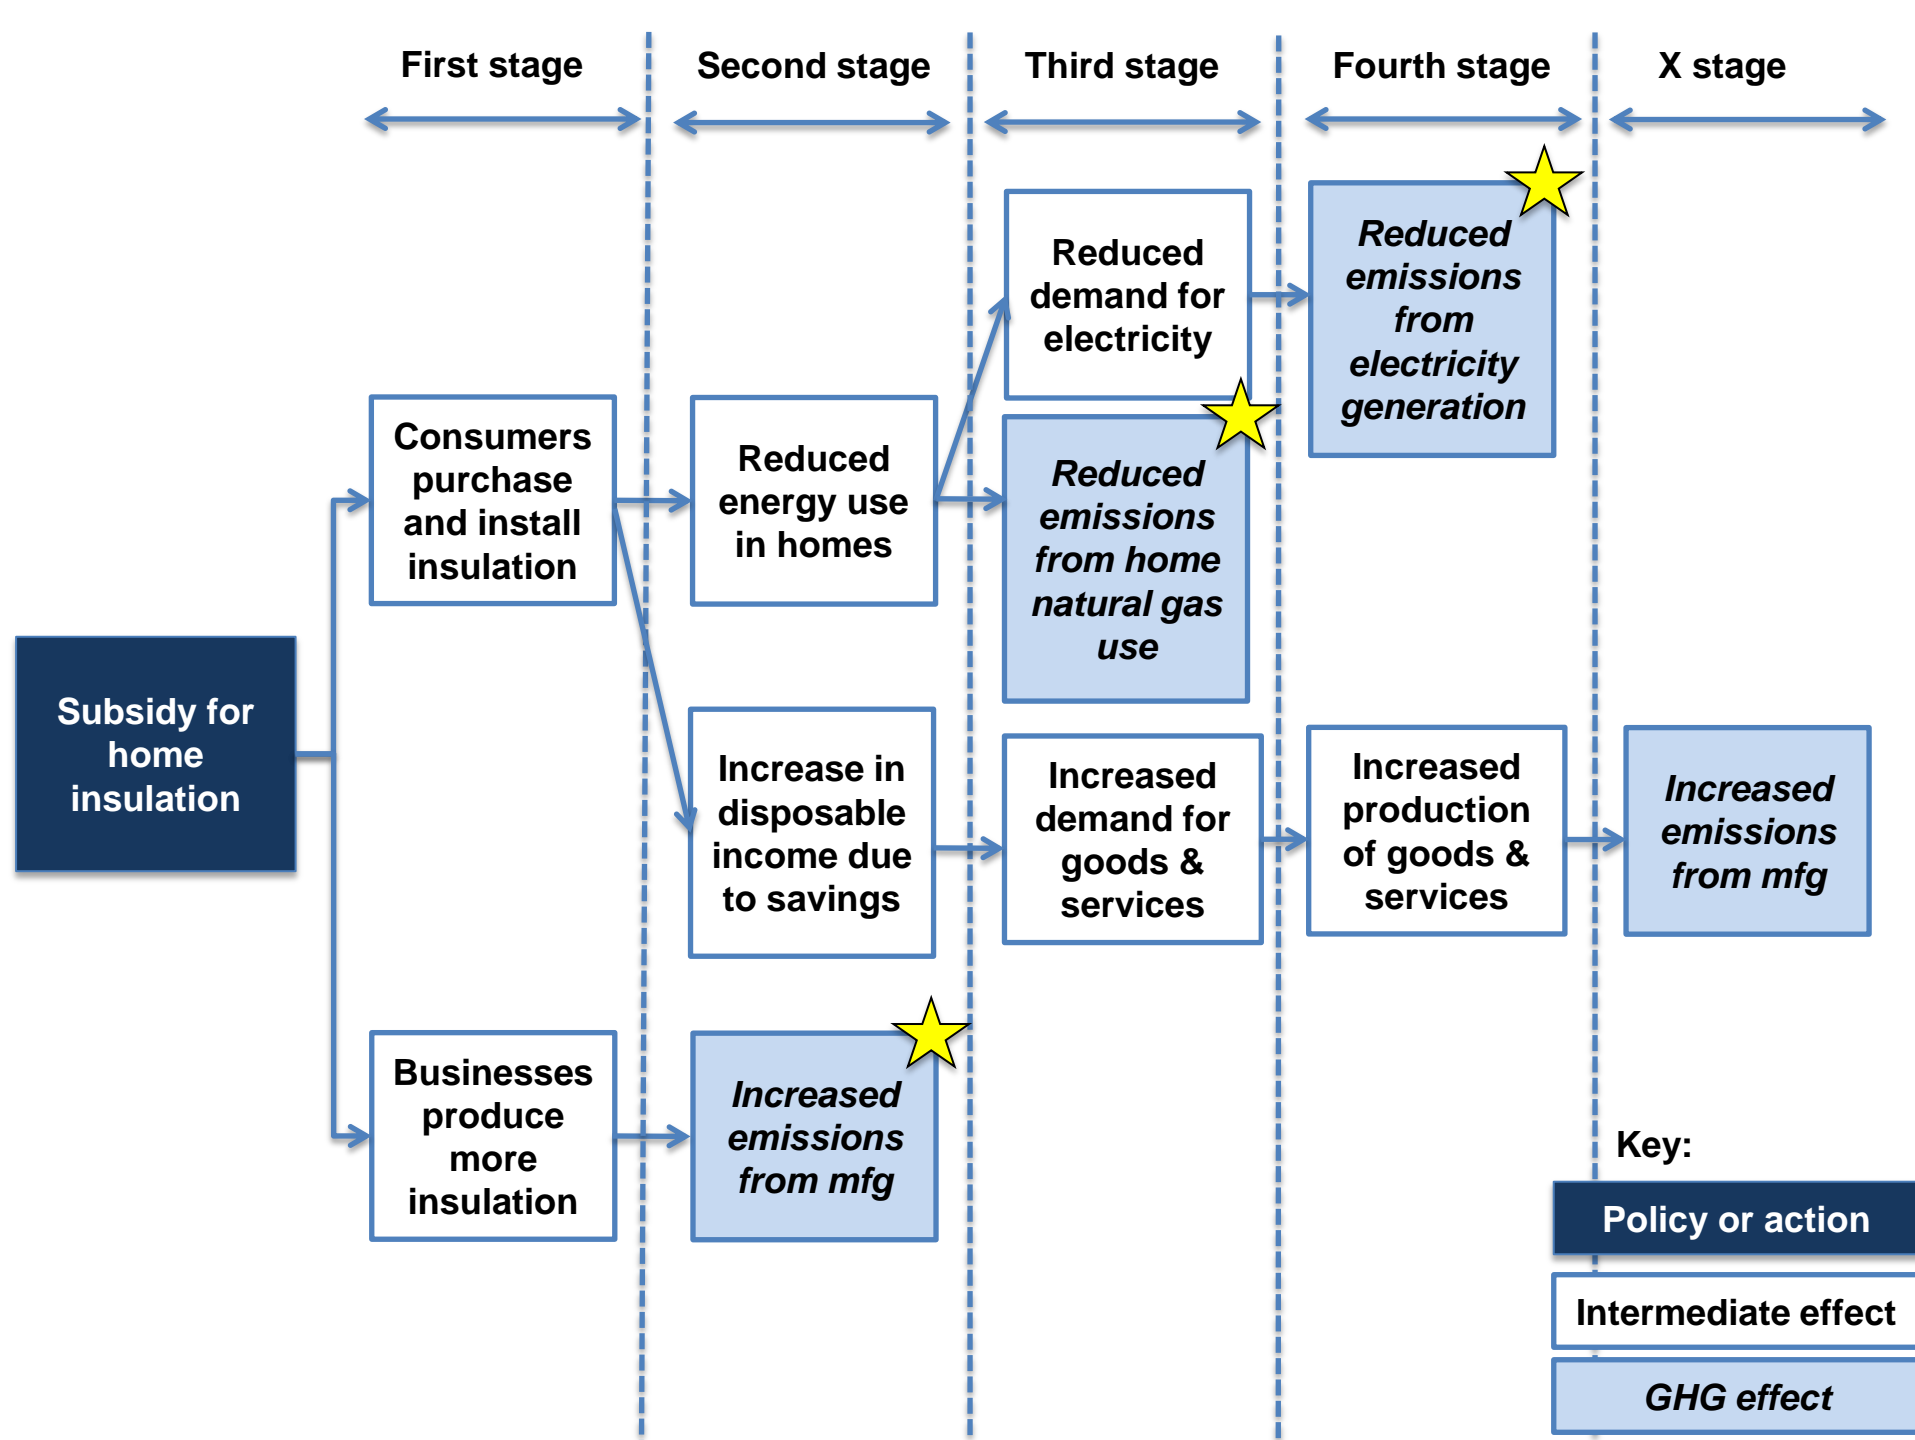 First stage
Second stage
Third stage
Fourth stage
X stage
Reduced
demand for
electricity
Reduced
emissions
from
electricity
generation
Consumers
purchase
and install
insulation
Reduced
energy use
in homes
Reduced
emissions
from home
natural gas
use
Subsidy for
home
insulation
Increase in
disposable
income due
to savings
Increased
demand for
goods &
services
Increased
production
of goods &
services
Increased
emissions
from mfg
Businesses
produce
more
insulation
Increased
emissions
from mfg
Key:
Policy or action
Intermediate effect
GHG effect